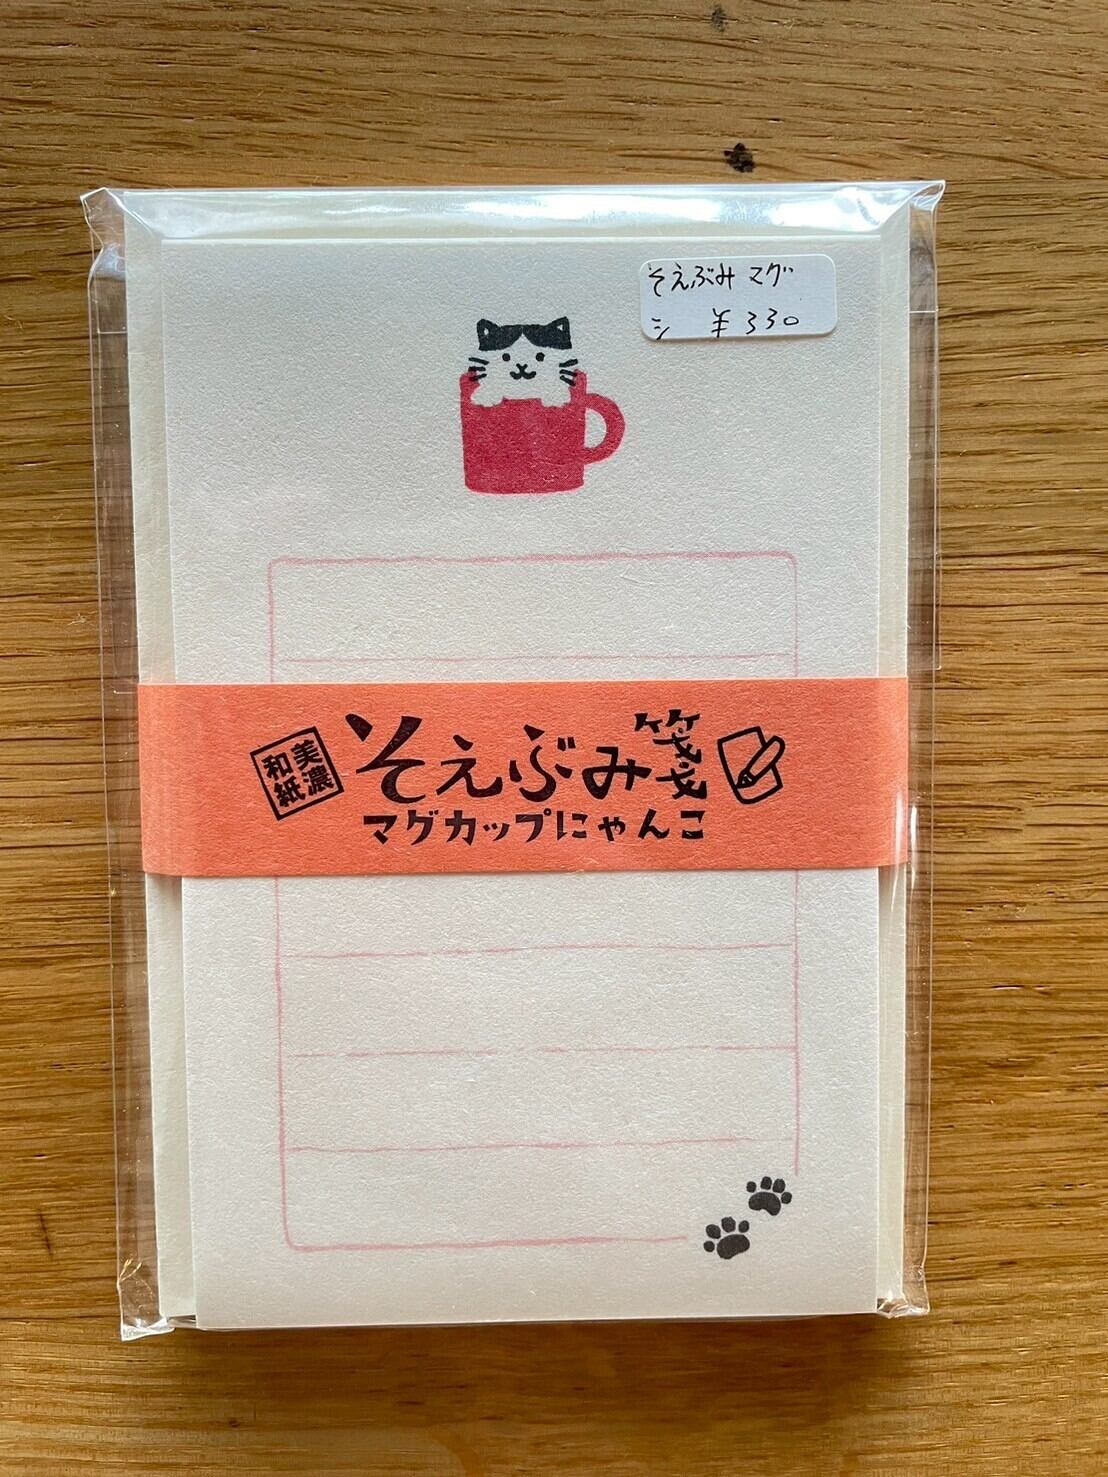 そえぶみ マグ
シ ¥330
美濃
和紙
そえぶみ箋
マグカップにゃんこ